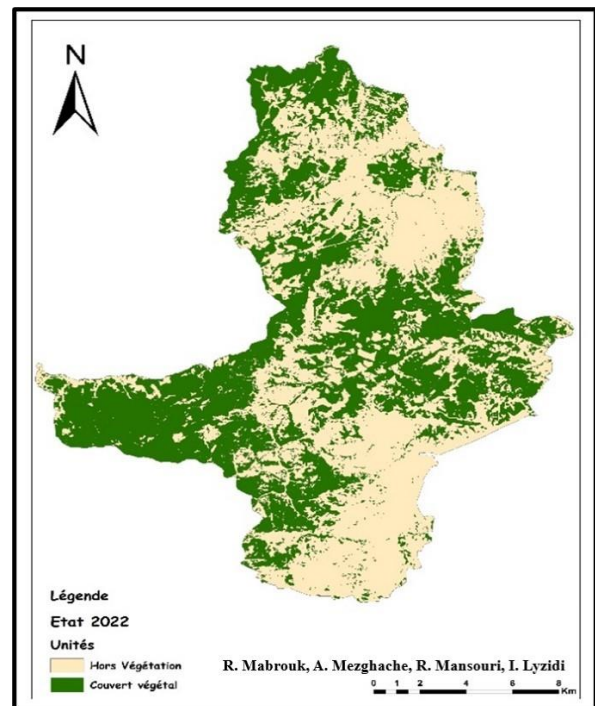 N
Légende
Etat 2022
Unités
Hors Végétation
Couvert végétal
R. Mabrouk, A. Mezghache, R. Mansouri, I. Lyzidi
0 1 2 4 6 8
Km